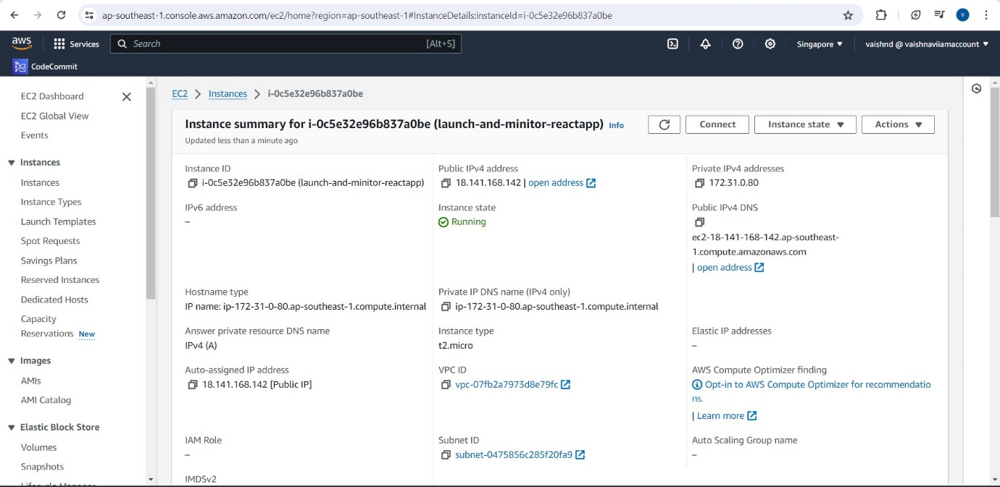 ap-southeast-1.console.aws.amazon.com/ec2/home?region=ap-southeast-1#InstanceDetails:instanceId=i-0c5e32e96b837a0be
V
aws
Services
Search
[Alt+S]
Singapore
vaishnd @ vaishnaviiamaccount
CodeCommit
EC2 Dashboard
EC2 Global View
Events
Instances
Instances
Instance Types
Launch Templates
Spot Requests
Savings Plans
Reserved Instances
Dedicated Hosts
Capacity
Reservations New
Images
AMIs
AMI Catalog
Elastic Block Store
Volumes
Snapshots
Lifecycle Manager
EC2 > Instances > i-0c5e32e96b837a0be
Instance summary for i-0c5e32e96b837a0be (launch-and-minitor-reactapp) Info
Updated less than a minute ago
Connect
Instance state
Actions
Instance ID
i-0c5e32e96b837a0be (launch-and-minitor-reactapp)
Public IPv4 address
18.141.168.142 | open address
Private IPv4 addresses
172.31.0.80
IPv6 address
–
Instance state
Running
Public IPv4 DNS
ec2-18-141-168-142.ap-southeast-
1.compute.amazonaws.com
| open address
Hostname type
IP name: ip-172-31-0-80.ap-southeast-1.compute.internal
Private IP DNS name (IPv4 only)
ip-172-31-0-80.ap-southeast-1.compute.internal
Answer private resource DNS name
IPv4 (A)
Instance type
t2.micro
Elastic IP addresses
–
Auto-assigned IP address
18.141.168.142 [Public IP]
VPC ID
vpc-07fb2a7973d8e79fc
AWS Compute Optimizer finding
Opt-in to AWS Compute Optimizer for recommendatio
ns.
| Learn more
IAM Role
–
Subnet ID
subnet-0475856c285f20fa9
Auto Scaling Group name
–
IMDSv2